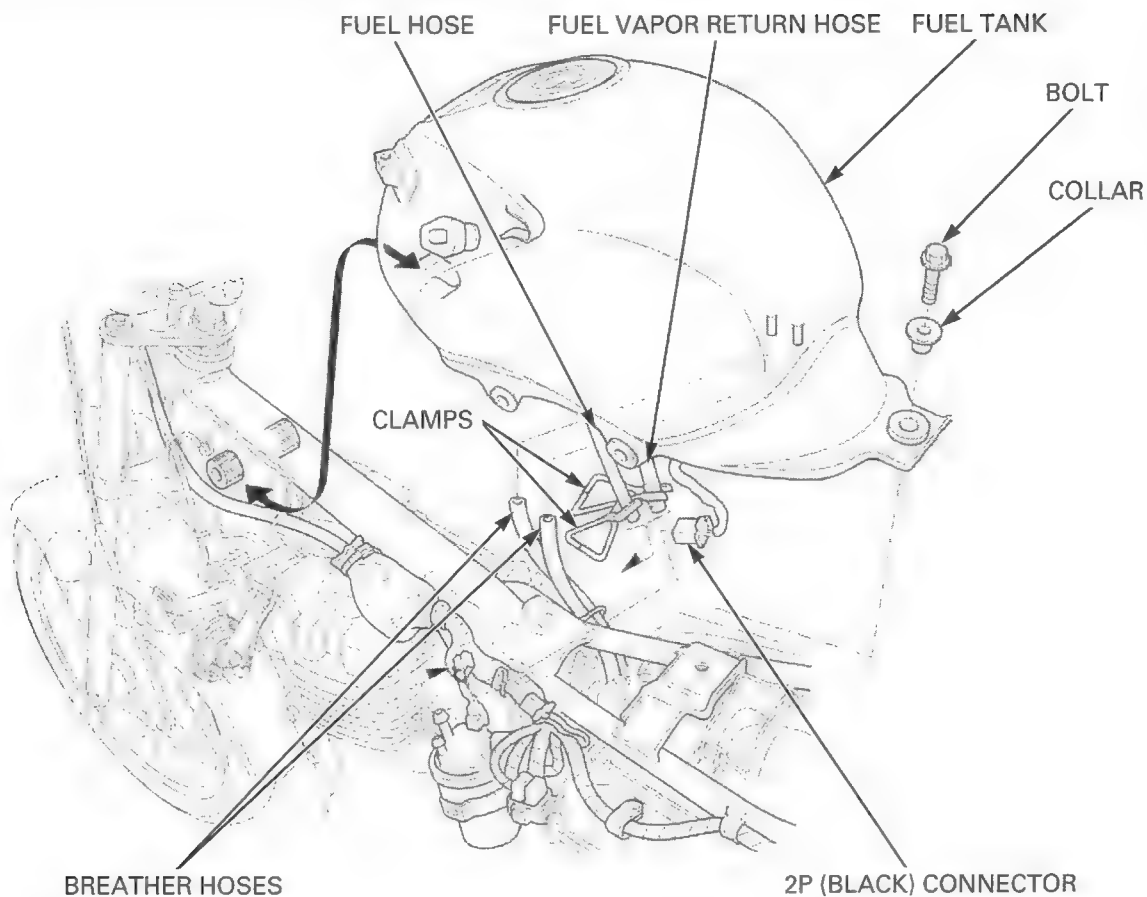 FUEL HOSE
FUEL VAPOR RETURN HOSE
FUEL TANK
BOLT
COLLAR
CLAMPS
BREATHER HOSES
2P (BLACK) CONNECTOR